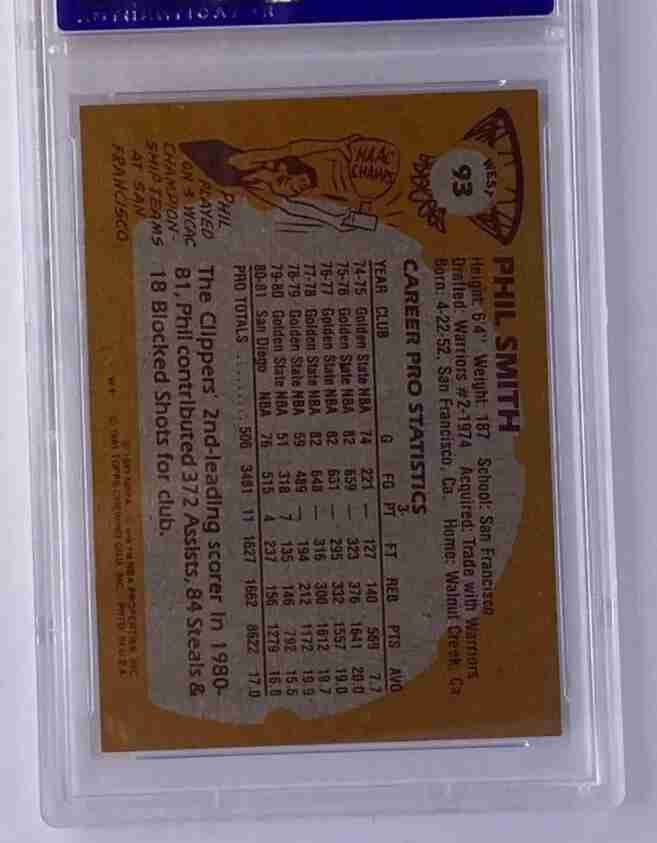 WEST
93
PHIL SMITH
Height: 6'4" Weight: 187 School: San Francisco
Drafted: Warriors #2-1974 Acquired: Trade with Warriors
Born: 4-22-52, San Francisco, Ca. Home: Walnut Creek, Ca
CAREER PRO STATISTICS
YEAR CLUB G FG 3-PT FT REB PTS AVG
74-75 Golden State NBA 74 221 — 127 140 569 7.7
75-76 Golden State NBA 82 659 — 323 376 1641 20.0
76-77 Golden State NBA 82 631 — 295 332 1557 19.0
77-78 Golden State NBA 82 648 — 316 300 1612 19.7
78-79 Golden State NBA 59 489 — 194 212 1172 19.9
79-80 Golden State NBA 51 318 7 135 146 792 15.5
80-81 San Diego NBA 76 515 4 237 156 1279 16.8
PRO TOTALS ......... 506 3481 11 1627 1662 8622 17.0
The Clippers' 2nd-leading scorer in 1980-
81, Phil contributed 372 Assists, 84 Steals &
18 Blocked Shots for club.
CHAMPS
PHIL
PLAYED
ON 3 WCAC
CHAMPION-
SHIP TEAMS
AT SAN
FRANCISCO
NBA PROPERTIES, INC.
© 1981 TOPPS CHEWING GUM, INC. PRTD. IN U.S.A.